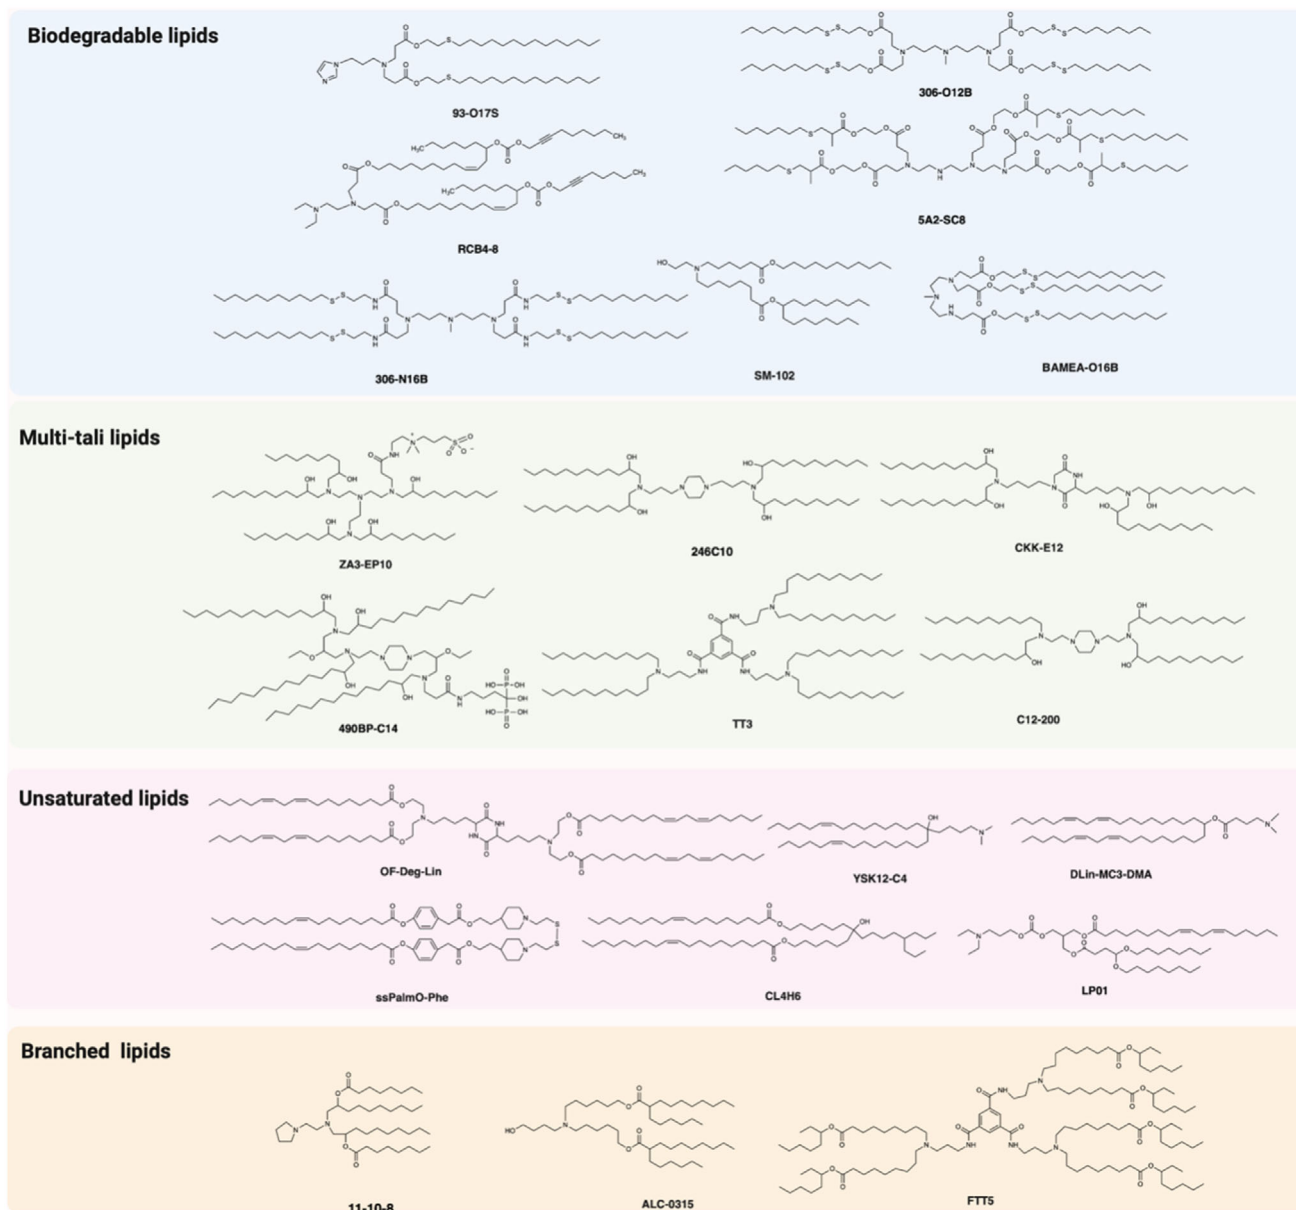 Biodegradable lipids
93-O17S
306-O12B
RCB4-8
5A2-SC8
306-N16B
SM-102
BAMEA-O16B
Multi-tali lipids
ZA3-EP10
246C10
CKK-E12
490BP-C14
TT3
C12-200
Unsaturated lipids
OF-Deg-Lin
YSK12-C4
DLin-MC3-DMA
ssPalmO-Phe
CL4H6
LP01
Branched lipids
11-10-8
ALC-0315
FTT5